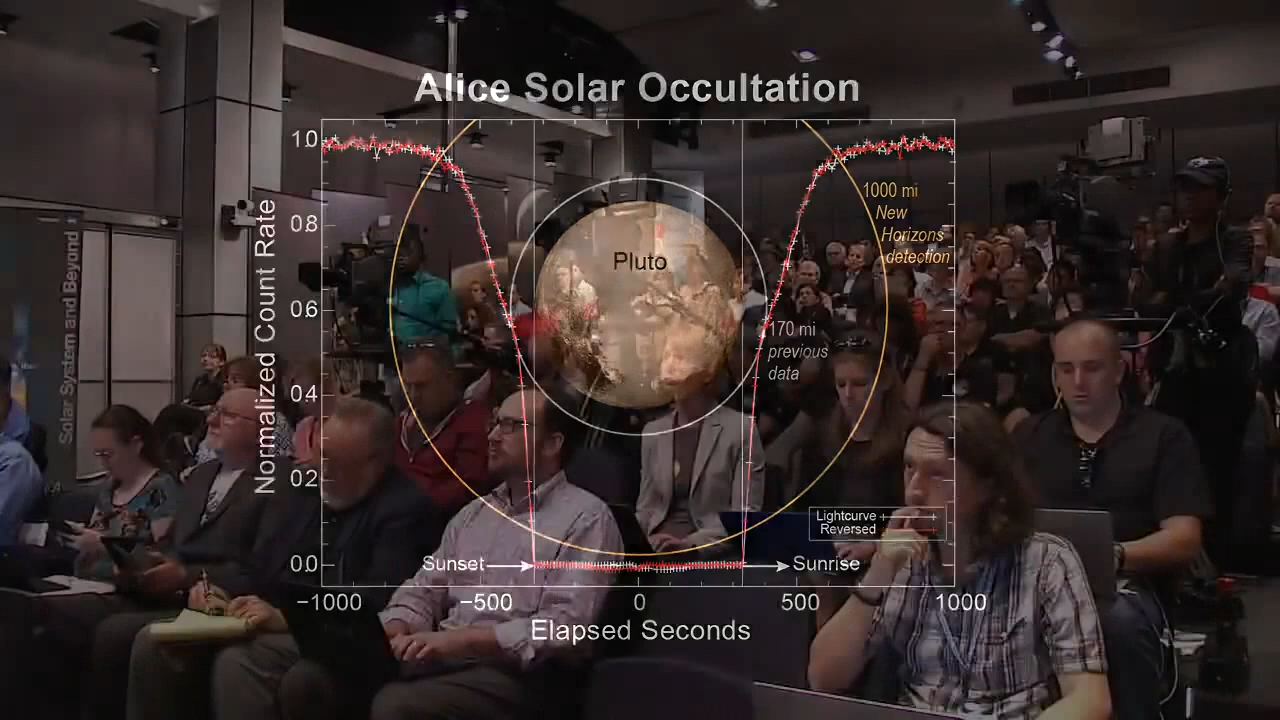 Alice Solar Occultation
1.0
0.8
0.6
0.4
0.2
0.0
Normalized Count Rate
Solar System and Beyond
Pluto
1000 mi
New
Horizons
detection
170 mi
previous
data
Lightcurve
Reversed
Sunset
Sunrise
−1000
−500
0
500
1000
Elapsed Seconds